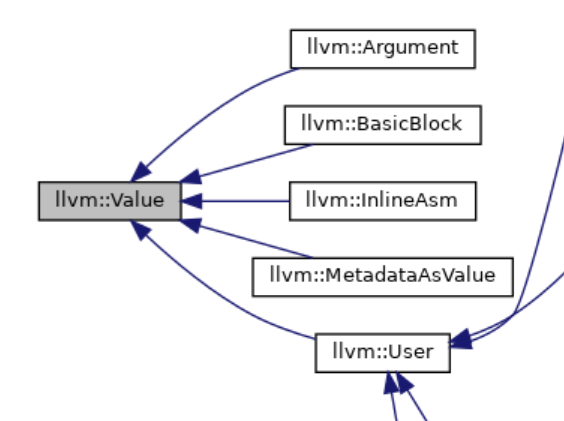 llvm::Argument
llvm::BasicBlock
llvm::Value
llvm::InlineAsm
llvm::MetadataAsValue
llvm::User